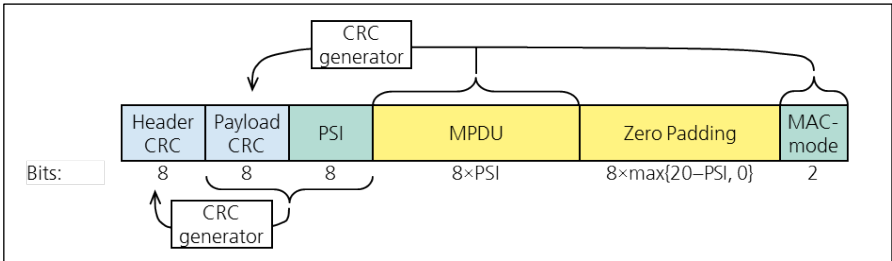 CRC
generator
Header
CRC
Payload
CRC
PSI
MPDU
Zero Padding
MAC-
mode
Bits:
8
8
8
8×PSI
8×max{20–PSI, 0}
2
CRC
generator